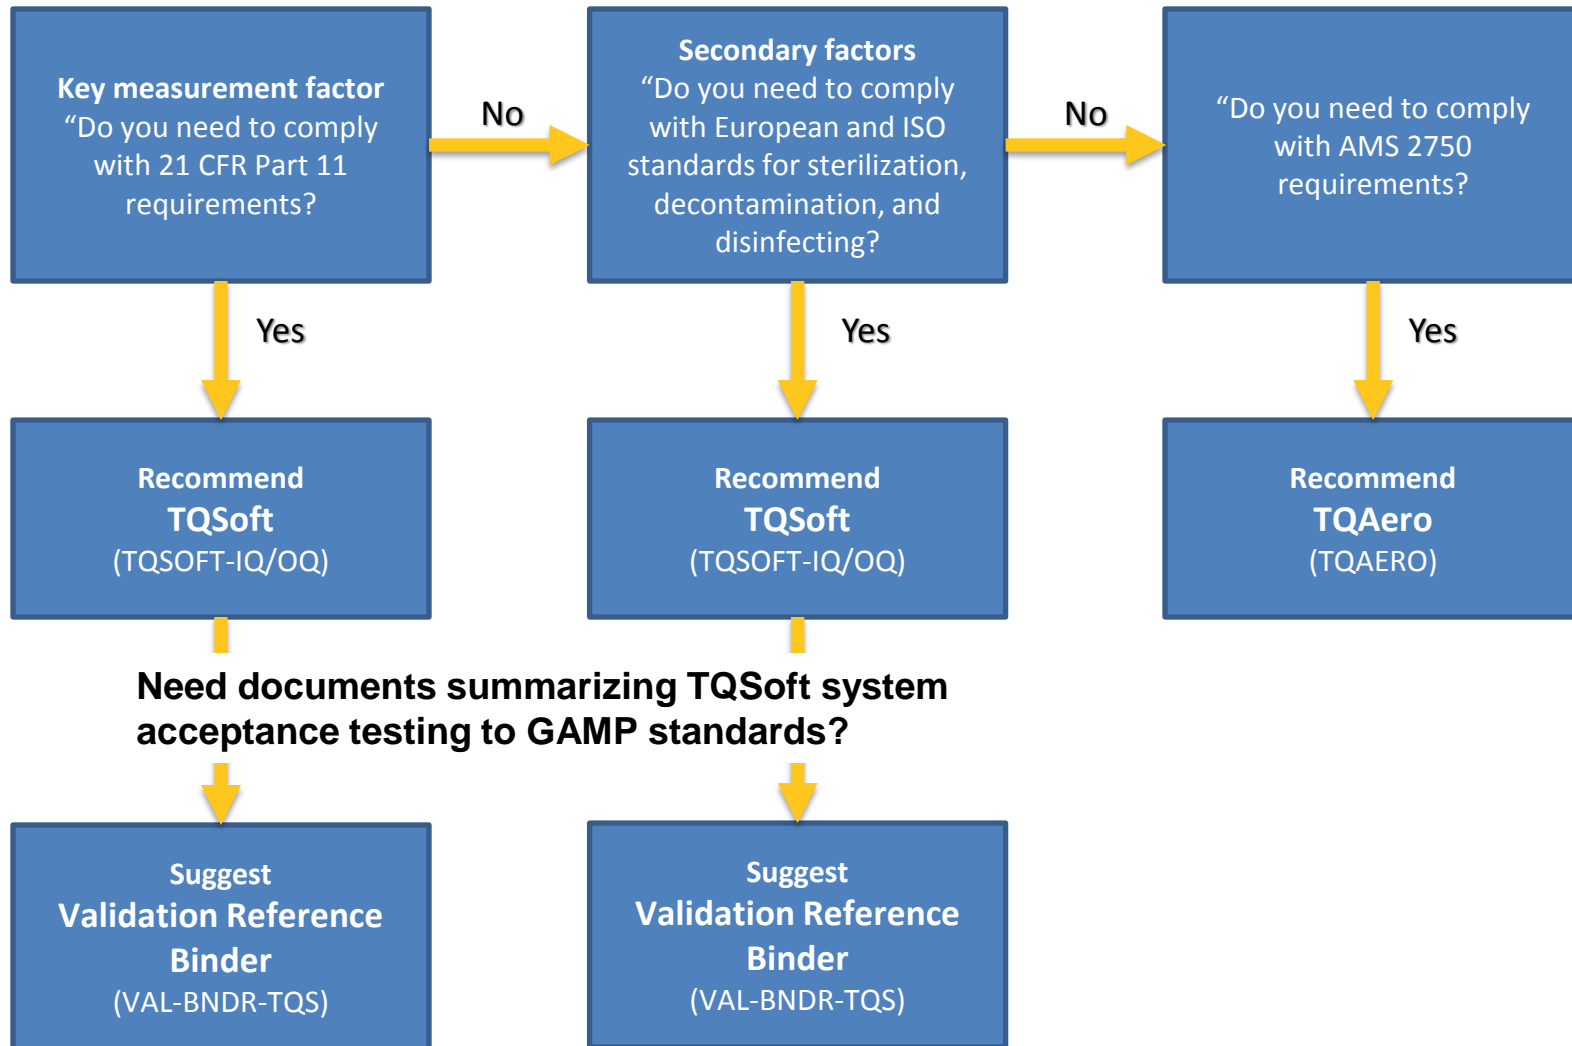 Key measurement factor
“Do you need to comply
with 21 CFR Part 11
requirements?
No
Secondary factors
“Do you need to comply
with European and ISO
standards for sterilization,
decontamination, and
disinfecting?
No
“Do you need to comply
with AMS 2750
requirements?
Yes
Yes
Yes
Recommend
TQSoft
(TQSOFT-IQ/OQ)
Recommend
TQSoft
(TQSOFT-IQ/OQ)
Recommend
TQAero
(TQAERO)
Need documents summarizing TQSoft system
acceptance testing to GAMP standards?
Suggest
Validation Reference
Binder
(VAL-BNDR-TQS)
Suggest
Validation Reference
Binder
(VAL-BNDR-TQS)